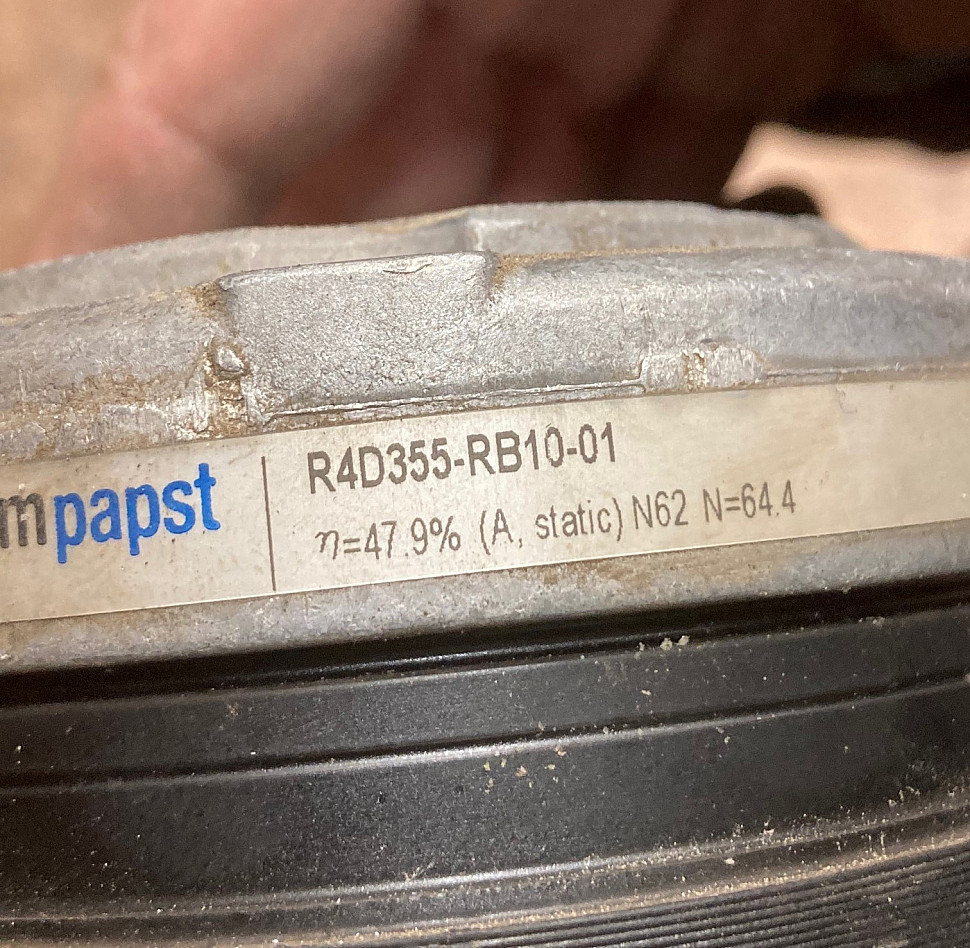 mpapst
R4D355-RB10-01
η=47.9% (A, static) N62 N=64.4